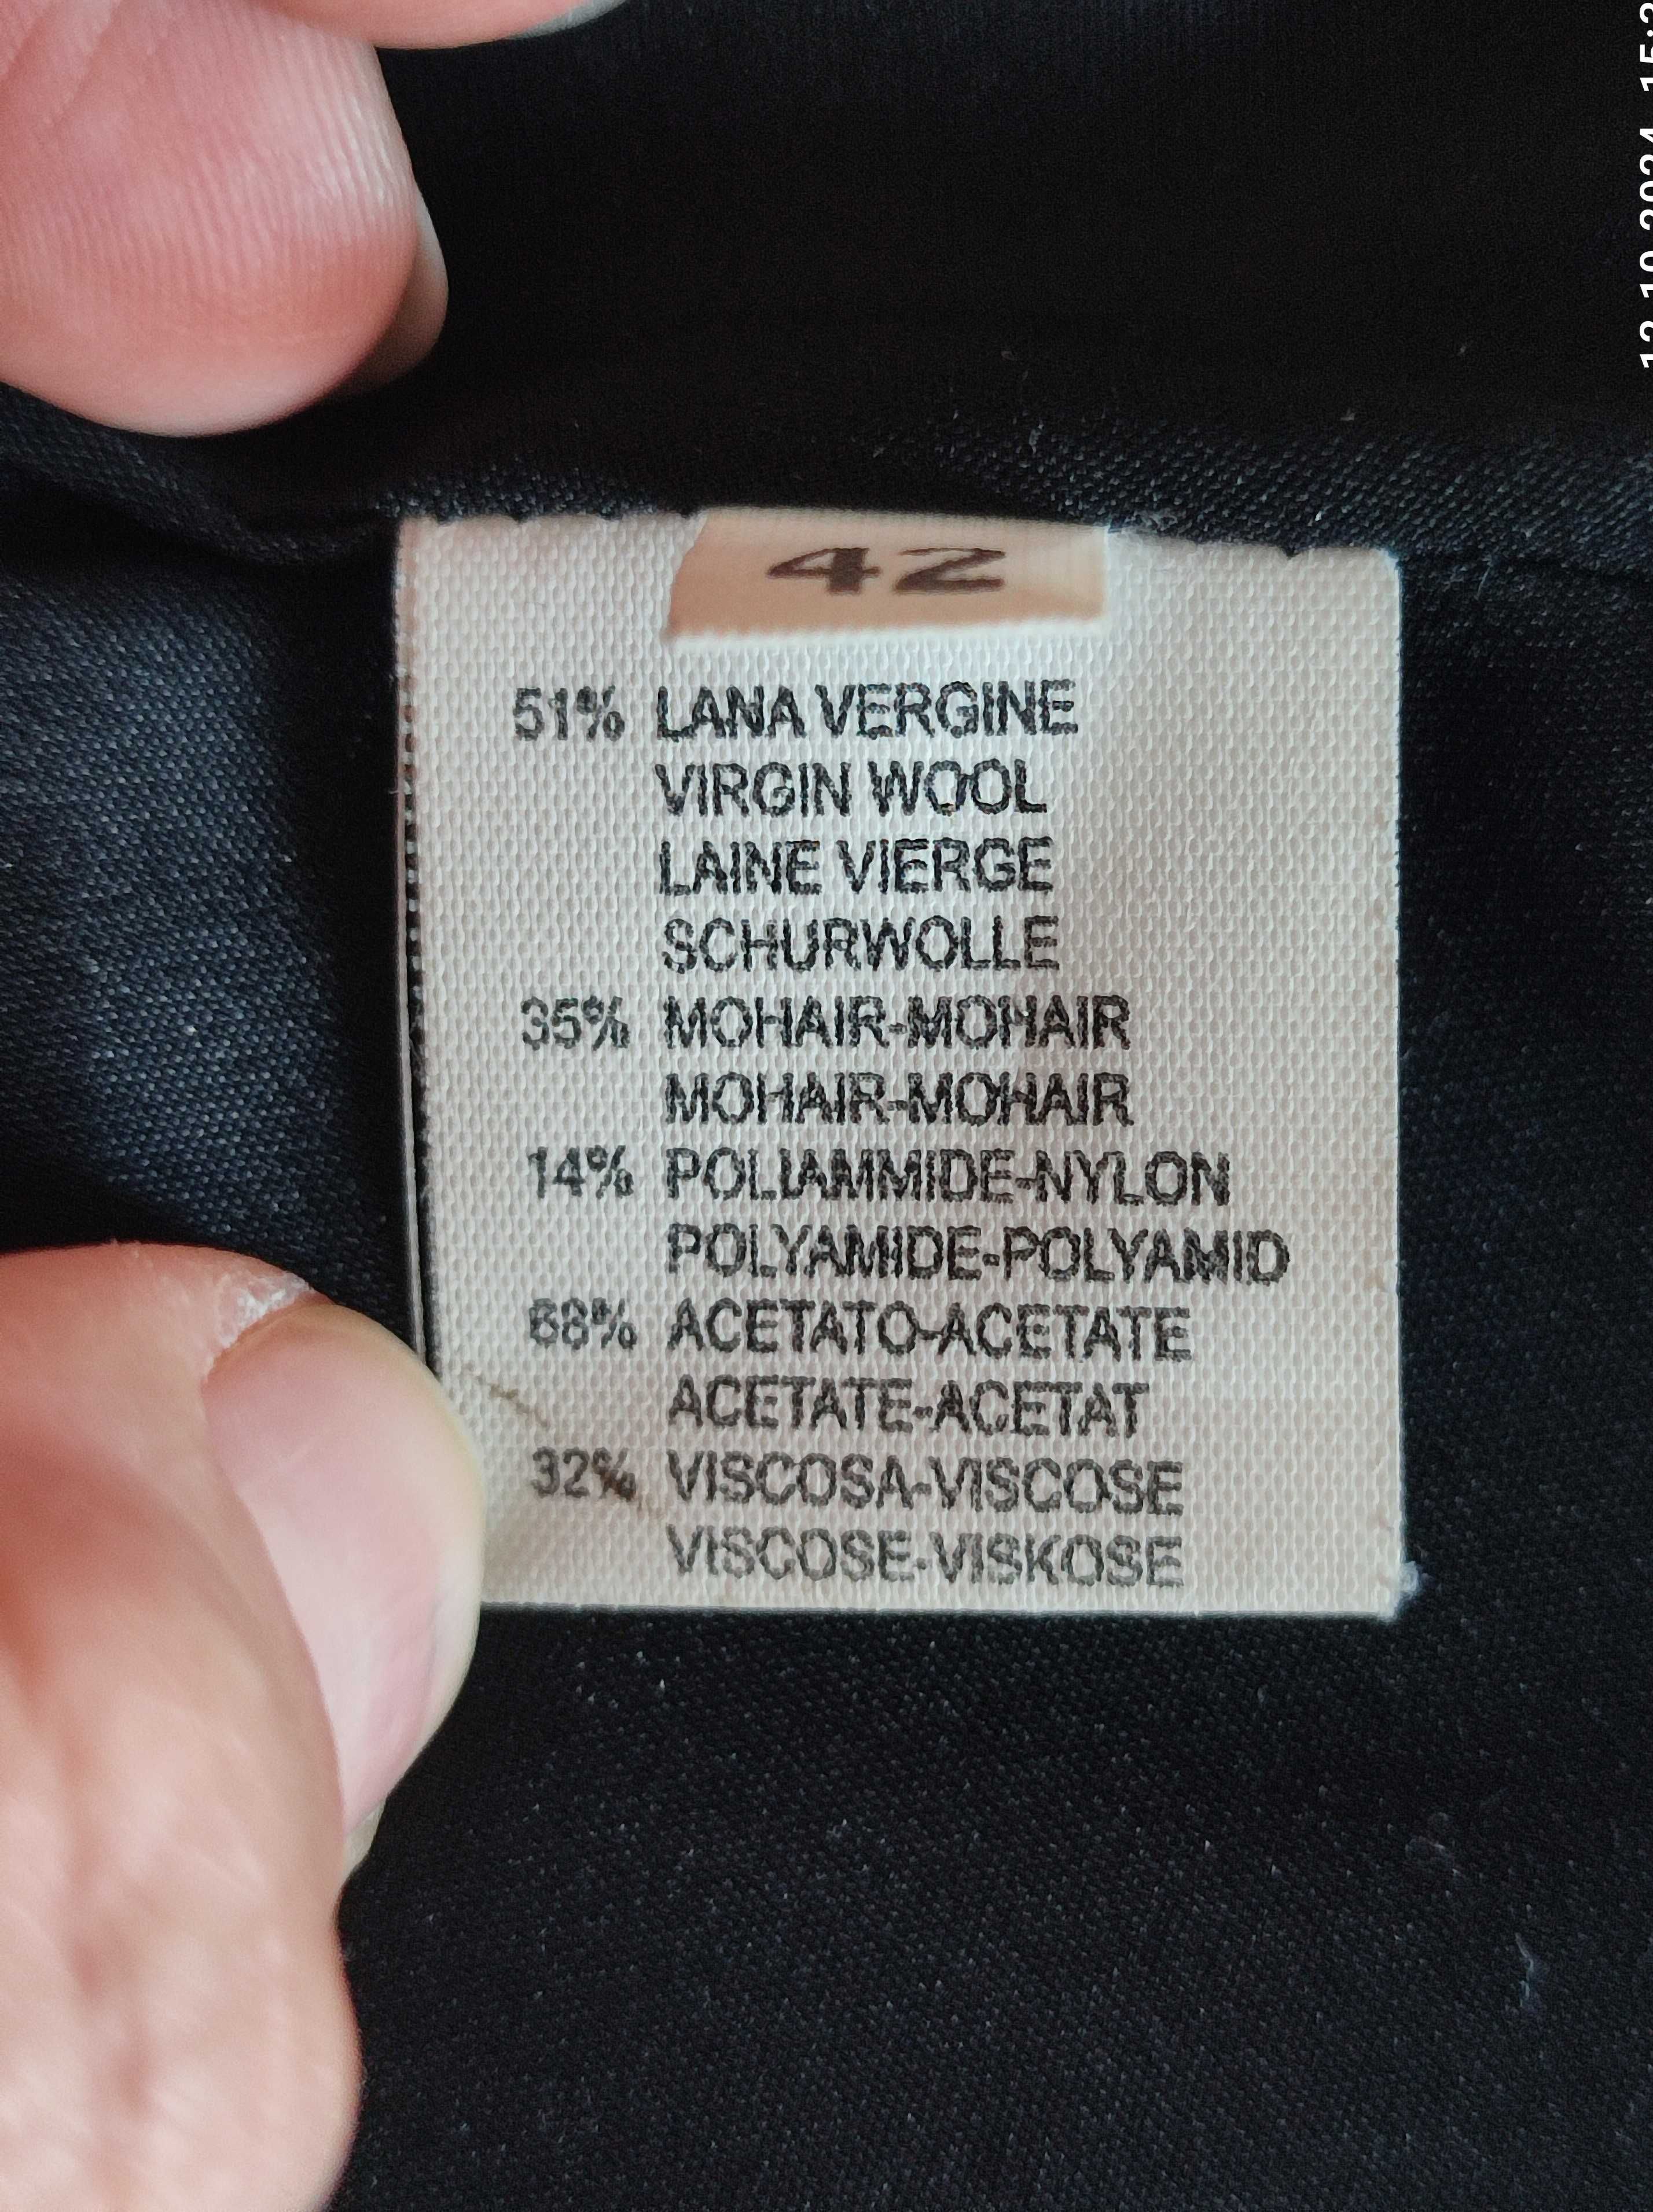 42
51% LANA VERGINE
VIRGIN WOOL
LAINE VIERGE
SCHURWOLLE
35% MOHAIR-MOHAIR
MOHAIR-MOHAIR
14% POLIAMMIDE-NYLON
POLYAMIDE-POLYAMID
68% ACETATO-ACETATE
ACETATE-ACETAT
32% VISCOSA-VISCOSE
VISCOSE-VISKOSE